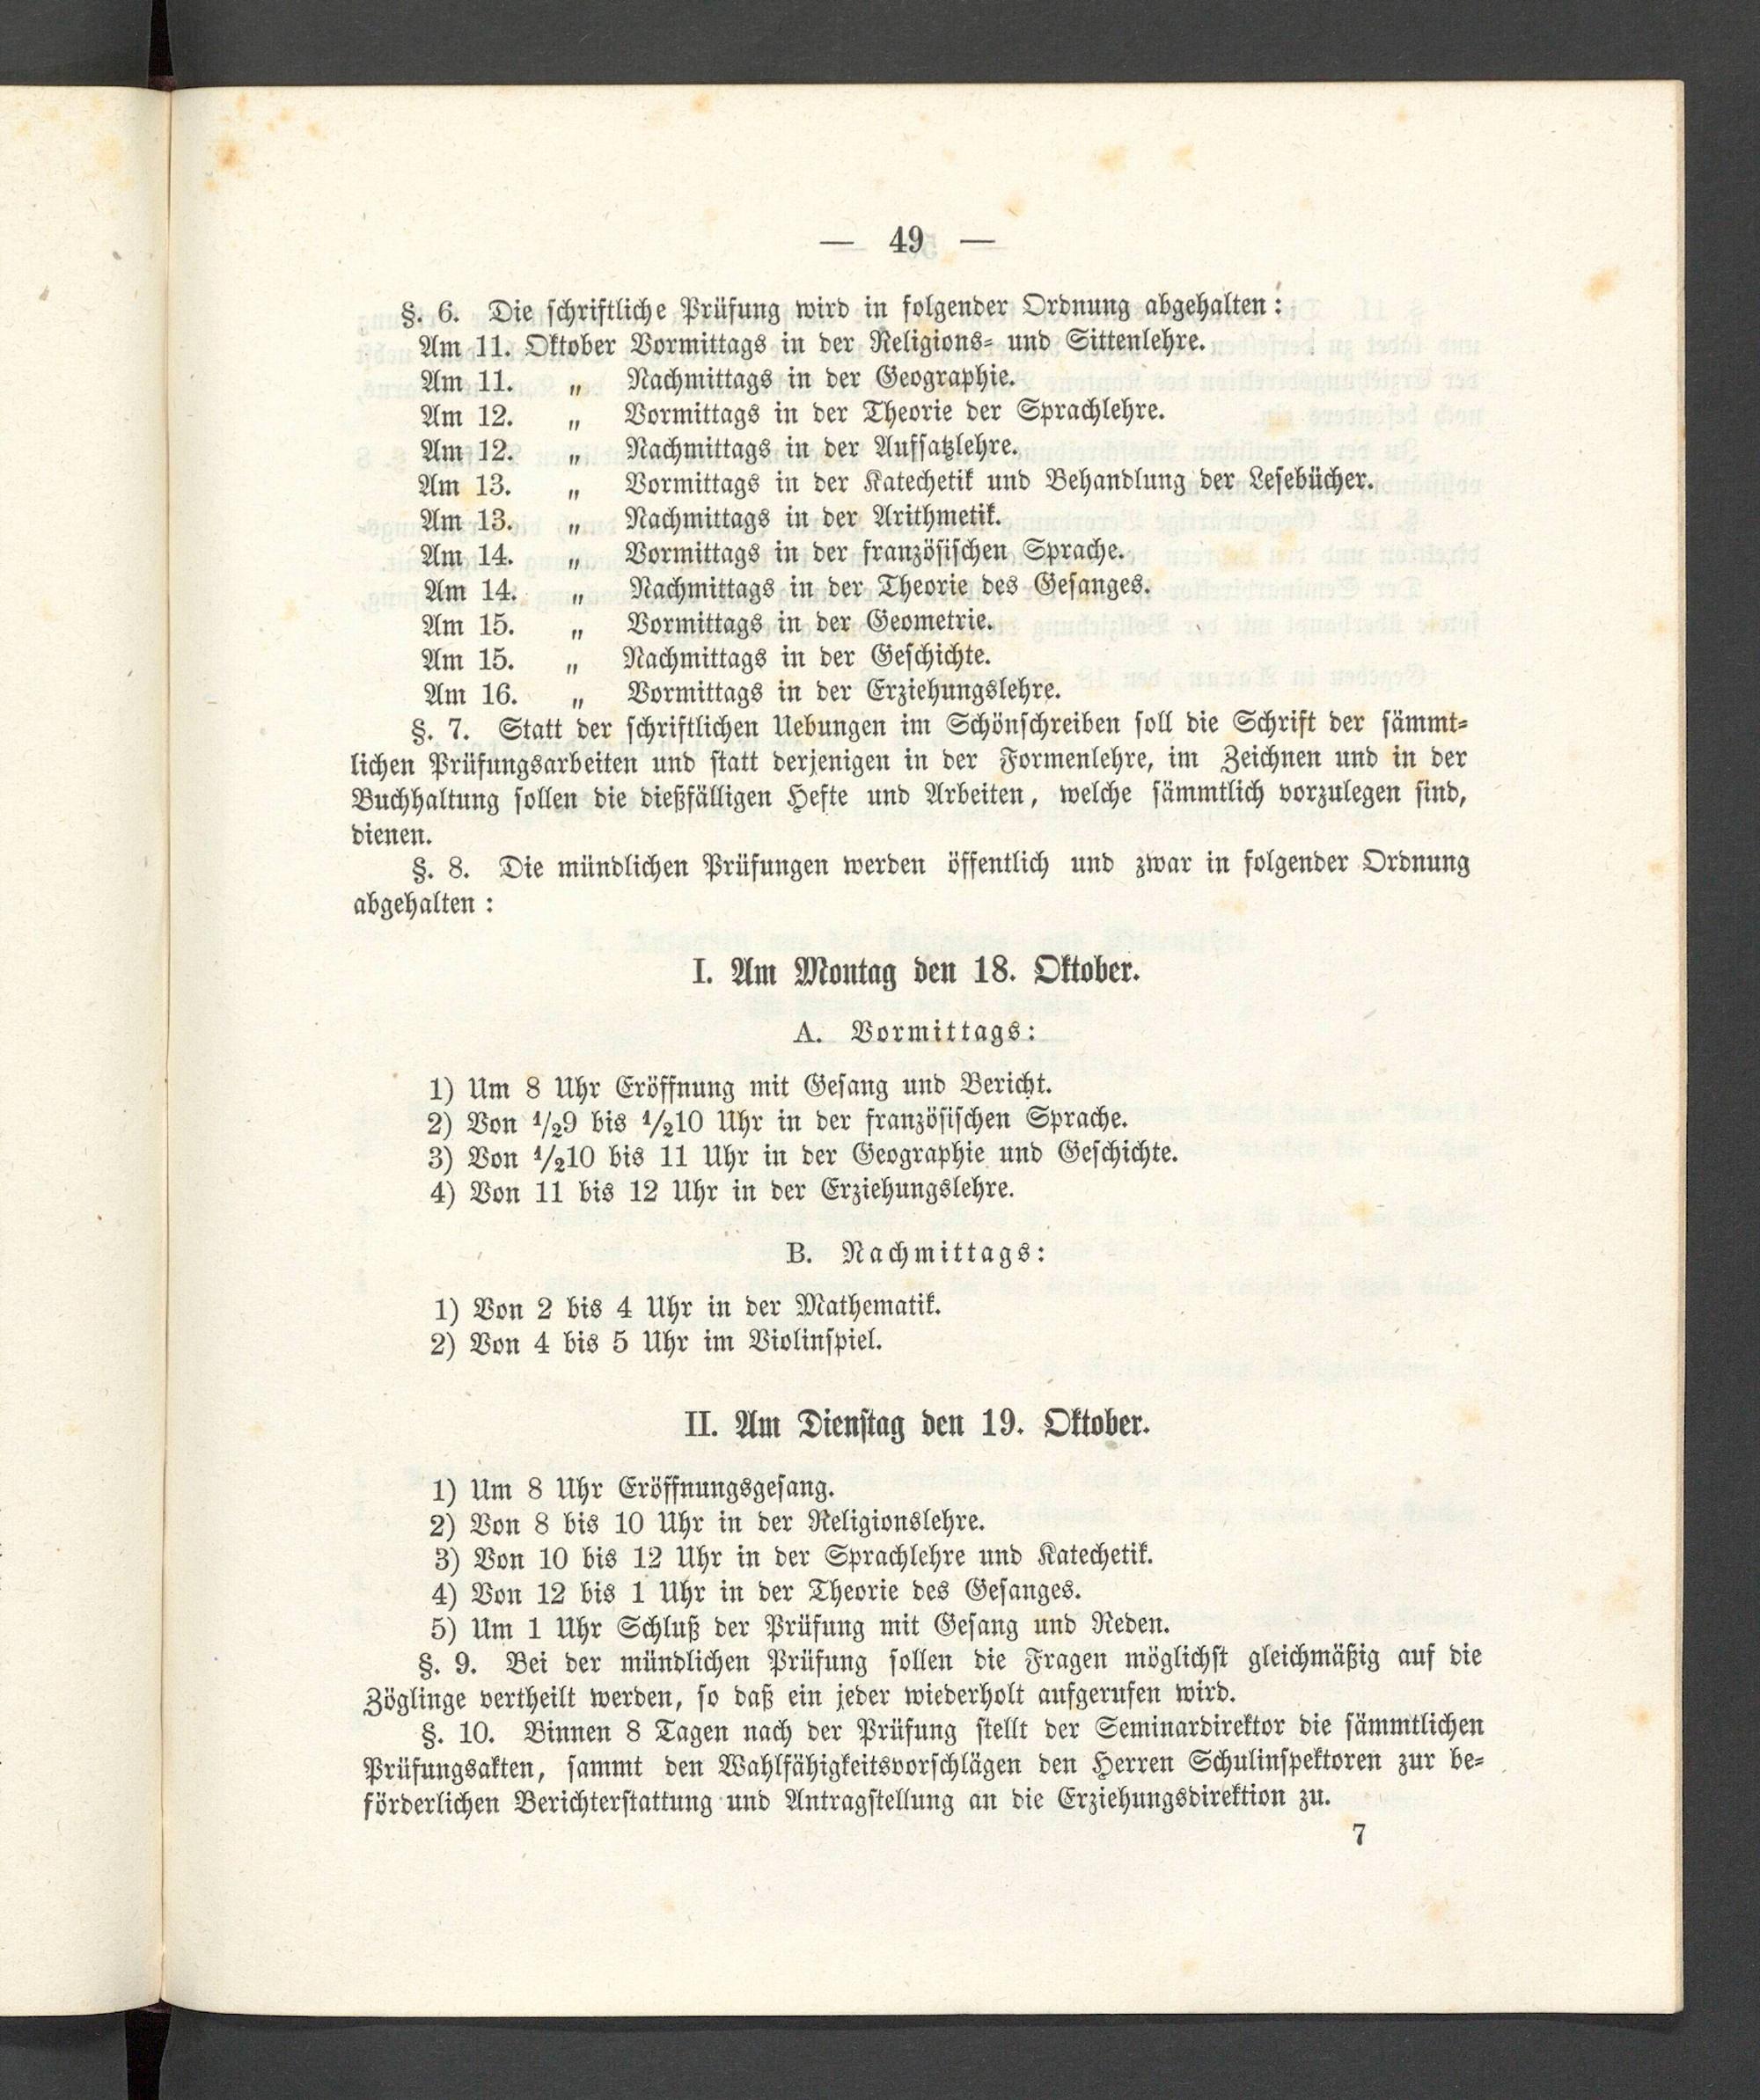 — 49 —
§. 6. Die schriftliche Prüfung wird in folgender Ordnung abgehalten:
Am 11. Oktober Vormittags in der Religions- und Sittenlehre.
Am 11. „ Nachmittags in der Geographie.
Am 12. „ Vormittags in der Theorie der Sprachlehre.
Am 12. „ Nachmittags in der Aufsatzlehre.
Am 13. „ Vormittags in der Katechetik und Behandlung der Lesebücher.
Am 13. „ Nachmittags in der Arithmetik.
Am 14. „ Vormittags in der französischen Sprache.
Am 14. „ Nachmittags in der Theorie des Gesanges.
Am 15. „ Vormittags in der Geometrie.
Am 15. „ Nachmittags in der Geschichte.
Am 16. „ Vormittags in der Erziehungslehre.
§. 7. Statt der schriftlichen Uebungen im Schönschreiben soll die Schrift der sämmt-
lichen Prüfungsarbeiten und statt derjenigen in der Formenlehre, im Zeichnen und in der
Buchhaltung sollen die dießfälligen Hefte und Arbeiten, welche sämmtlich vorzulegen sind,
dienen.
§. 8. Die mündlichen Prüfungen werden öffentlich und zwar in folgender Ordnung
abgehalten:
I. Am Montag den 18. Oktober.
A. Vormittags:
1) Um 8 Uhr Eröffnung mit Gesang und Bericht.
2) Von 1/29 bis 1/210 Uhr in der französischen Sprache.
3) Von 1/210 bis 11 Uhr in der Geographie und Geschichte.
4) Von 11 bis 12 Uhr in der Erziehungslehre.
B. Nachmittags:
1) Von 2 bis 4 Uhr in der Mathematik.
2) Von 4 bis 5 Uhr im Violinspiel.
II. Am Dienstag den 19. Oktober.
1) Um 8 Uhr Eröffnungsgesang.
2) Von 8 bis 10 Uhr in der Religionslehre.
3) Von 10 bis 12 Uhr in der Sprachlehre und Katechetik.
4) Von 12 bis 1 Uhr in der Theorie des Gesanges.
5) Um 1 Uhr Schluß der Prüfung mit Gesang und Reden.
§. 9. Bei der mündlichen Prüfung sollen die Fragen möglichst gleichmäßig auf die
Zöglinge vertheilt werden, so daß ein jeder wiederholt aufgerufen wird.
§. 10. Binnen 8 Tagen nach der Prüfung stellt der Seminardirektor die sämmtlichen
Prüfungsakten, sammt den Wahlfähigkeitsvorschlägen den Herren Schulinspektoren zur be-
förderlichen Berichterstattung und Antragstellung an die Erziehungsdirektion zu.
7